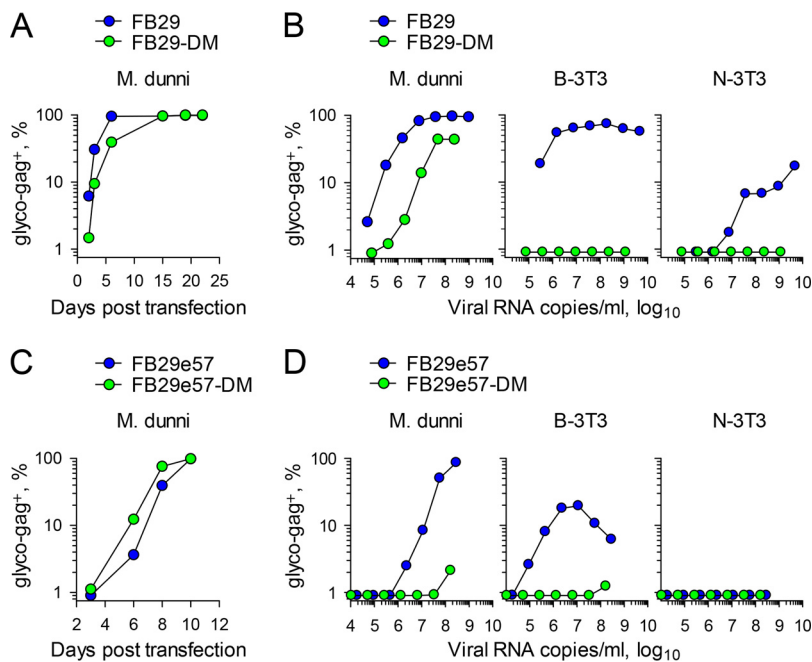 A
FB29
FB29-DM
M. dunni
glyco-gag⁺, %
100
10
1
0 5 10 15 20 25
Days post transfection
B
FB29
FB29-DM
M. dunni B-3T3 N-3T3
glyco-gag⁺, %
100
10
1
4 5 6 7 8 9 10 5 6 7 8 9 10 5 6 7 8 9 10
Viral RNA copies/ml, log₁₀
C
FB29e57
FB29e57-DM
M. dunni
glyco-gag⁺, %
100
10
1
2 4 6 8 10 12
Days post transfection
D
FB29e57
FB29e57-DM
M. dunni B-3T3 N-3T3
glyco-gag⁺, %
100
10
1
4 5 6 7 8 9 10 5 6 7 8 9 10 5 6 7 8 9 10
Viral RNA copies/ml, log₁₀